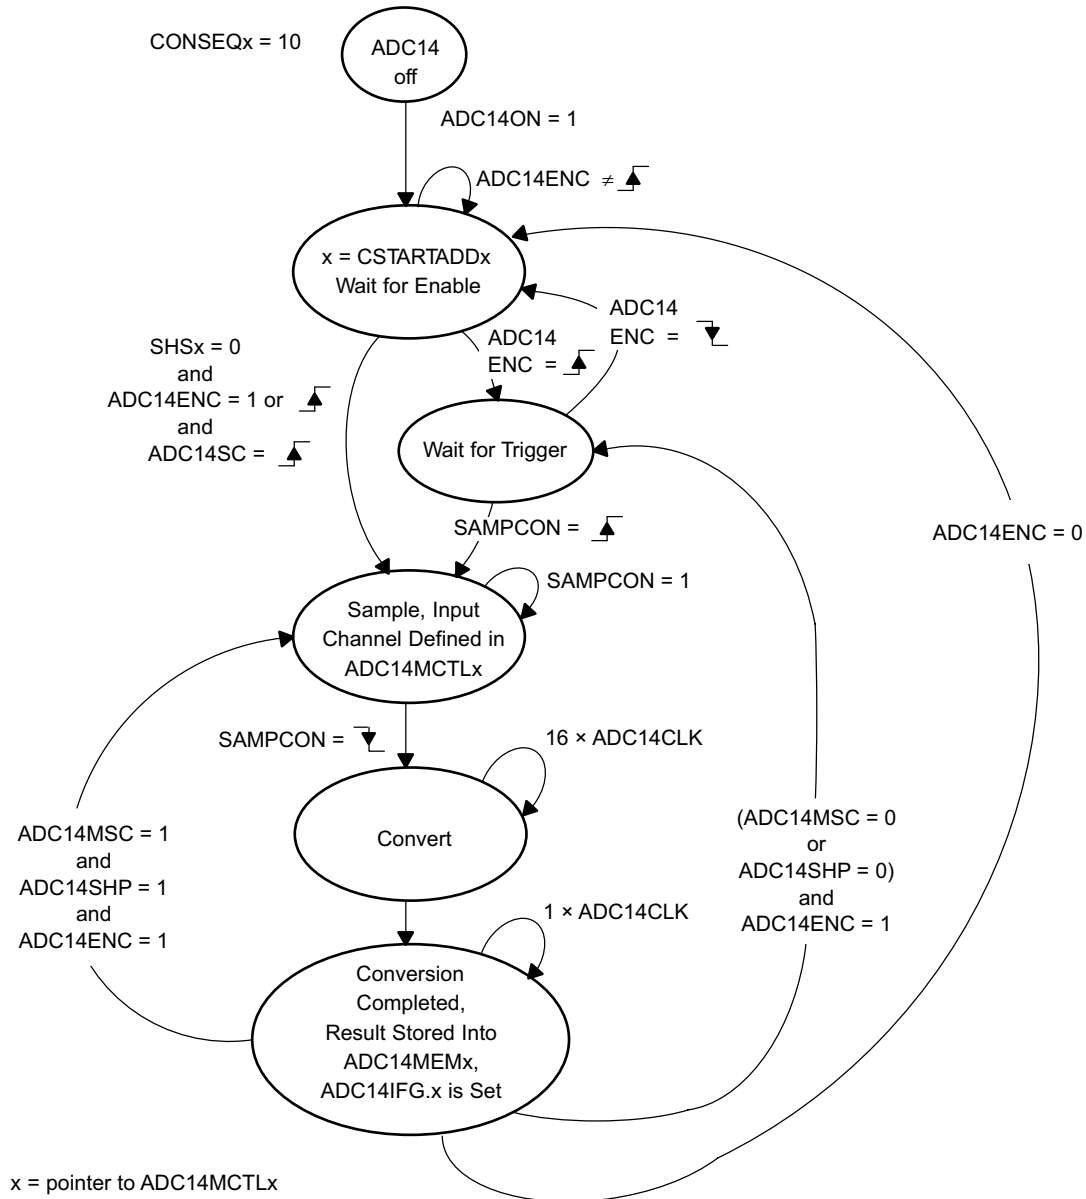 CONSEQx = 10
ADC14
off
ADC14ON = 1
ADC14ENC ≠
x = CSTARTADDx
Wait for Enable
ADC14
ENC =
ADC14
ENC =
SHSx = 0
and
ADC14ENC = 1 or
and
ADC14SC =
Wait for Trigger
SAMPCON =
ADC14ENC = 0
SAMPCON = 1
Sample, Input
Channel Defined in
ADC14MCTLx
SAMPCON =
16 × ADC14CLK
Convert
ADC14MSC = 1
and
ADC14SHP = 1
and
ADC14ENC = 1
(ADC14MSC = 0
or
ADC14SHP = 0)
and
ADC14ENC = 1
1 × ADC14CLK
Conversion
Completed,
Result Stored Into
ADC14MEMx,
ADC14IFG.x is Set
x = pointer to ADC14MCTLx